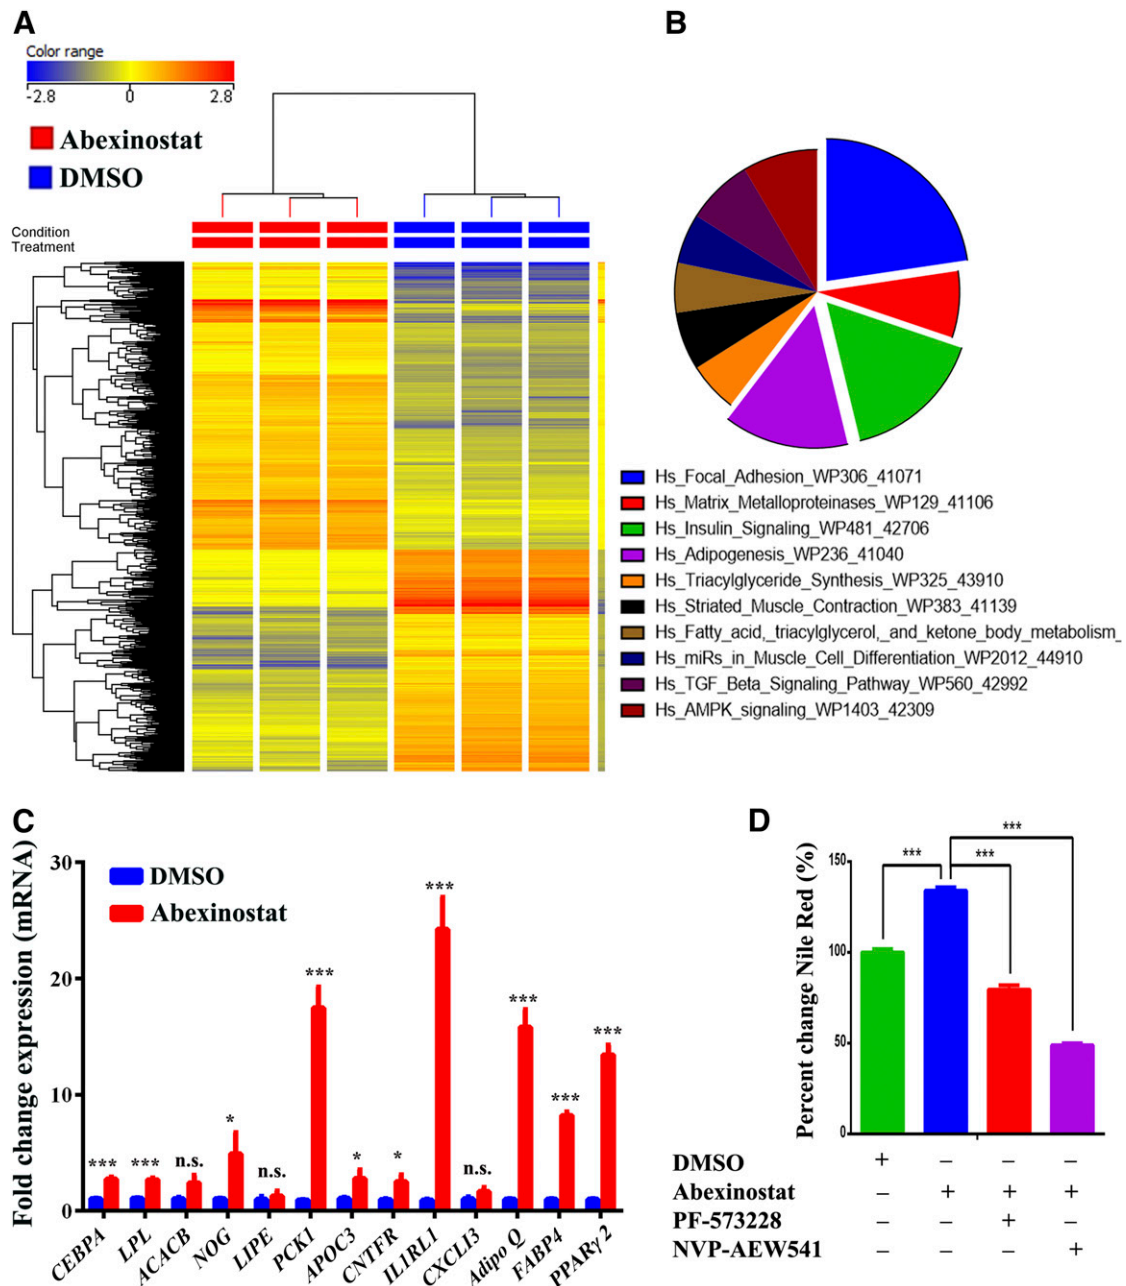 A
Color range
-2.8 0 2.8
Abexinostat
DMSO
Condition
Treatment
B
Hs_Focal_Adhesion_WP306_41071
Hs_Matrix_Metalloproteinases_WP129_41106
Hs_Insulin_Signaling_WP481_42706
Hs_Adipogenesis_WP236_41040
Hs_Triacylglyceride_Synthesis_WP325_43910
Hs_Striated_Muscle_Contraction_WP383_41139
Hs_Fatty_acid,_triacylglycerol,_and_ketone_body_metabolism_
Hs_miRs_in_Muscle_Cell_Differentiation_WP2012_44910
Hs_TGF_Beta_Signaling_Pathway_WP560_42992
Hs_AMPK_signaling_WP1403_42309
C
Fold change expression (mRNA)
30
20
10
0
DMSO
Abexinostat
*** *** n.s. * n.s. *** * * *** n.s. *** *** ***
CEBPA LPL ACACB NOG LIPE PCK1 APOC3 CNTFR IL1RL1 CXCL13 Adipo Q FABP4 PPARγ2
D
Percent change Nile Red (%)
150
100
50
0
***
*** ***
DMSO + – – –
Abexinostat – + + +
PF-573228 – – + –
NVP-AEW541 – – – +